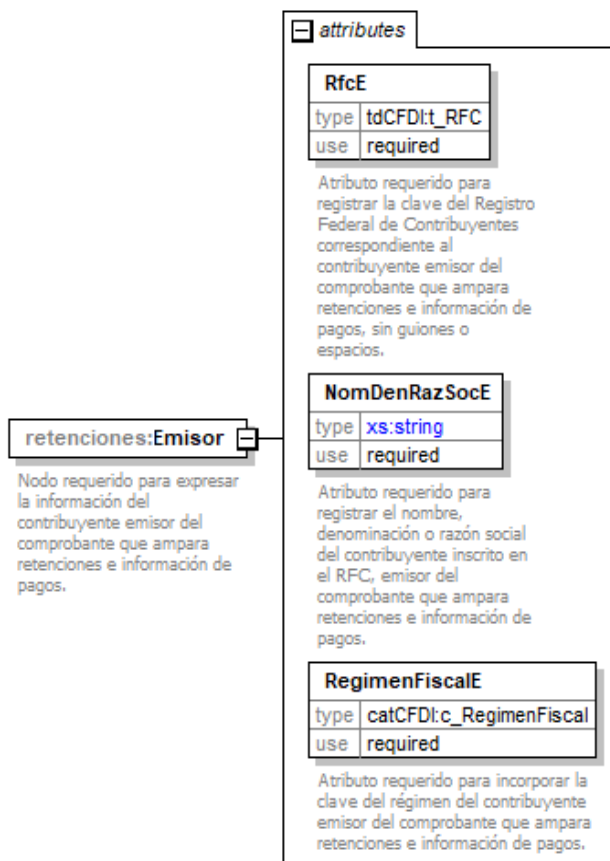 attributes
RfcE
type tdCFDI:t_RFC
use required
Atributo requerido para
registrar la clave del Registro
Federal de Contribuyentes
correspondiente al
contribuyente emisor del
comprobante que ampara
retenciones e información de
pagos, sin guiones o
espacios.
retenciones:Emisor
Nodo requerido para expresar
la información del
contribuyente emisor del
comprobante que ampara
retenciones e información de
pagos.
NomDenRazSocE
type xs:string
use required
Atributo requerido para
registrar el nombre,
denominación o razón social
del contribuyente inscrito en
el RFC, emisor del
comprobante que ampara
retenciones e información de
pagos.
RegimenFiscalE
type catCFDI:c_RegimenFiscal
use required
Atributo requerido para incorporar la
clave del régimen del contribuyente
emisor del comprobante que ampara
retenciones e información de pagos.